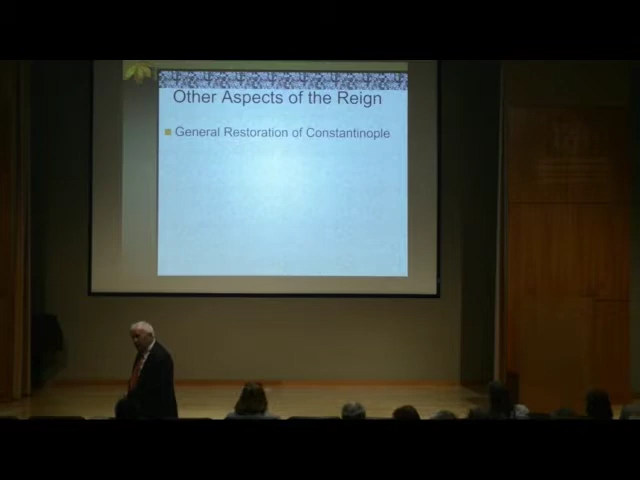 Other Aspects of the Reign
General Restoration of Constantinople